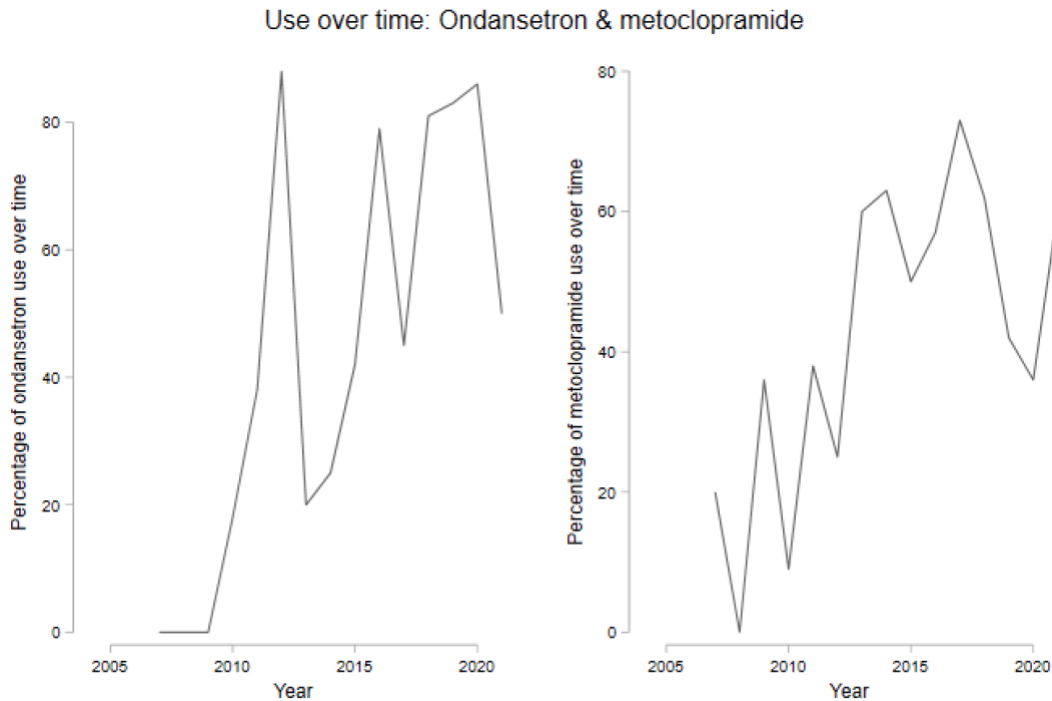 Use over time: Ondansetron & metoclopramide
Percentage of ondansetron use over time
80
60
40
20
0
2005 2010 2015 2020
Year
Percentage of metoclopramide use over time
80
60
40
20
0
2005 2010 2015 2020
Year